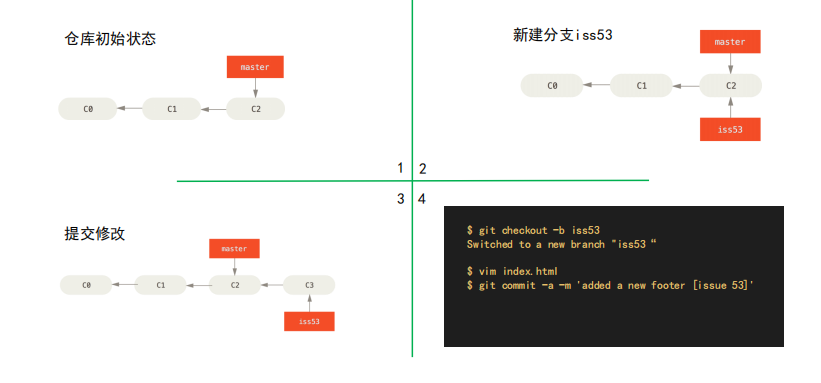 仓库初始状态
master
C0 C1 C2
新建分支iss53
master
C0 C1 C2
iss53
1 2
3 4
提交修改
master
C0 C1 C2 C3
iss53
$ git checkout -b iss53
Switched to a new branch "iss53 “
$ vim index.html
$ git commit -a -m 'added a new footer [issue 53]'